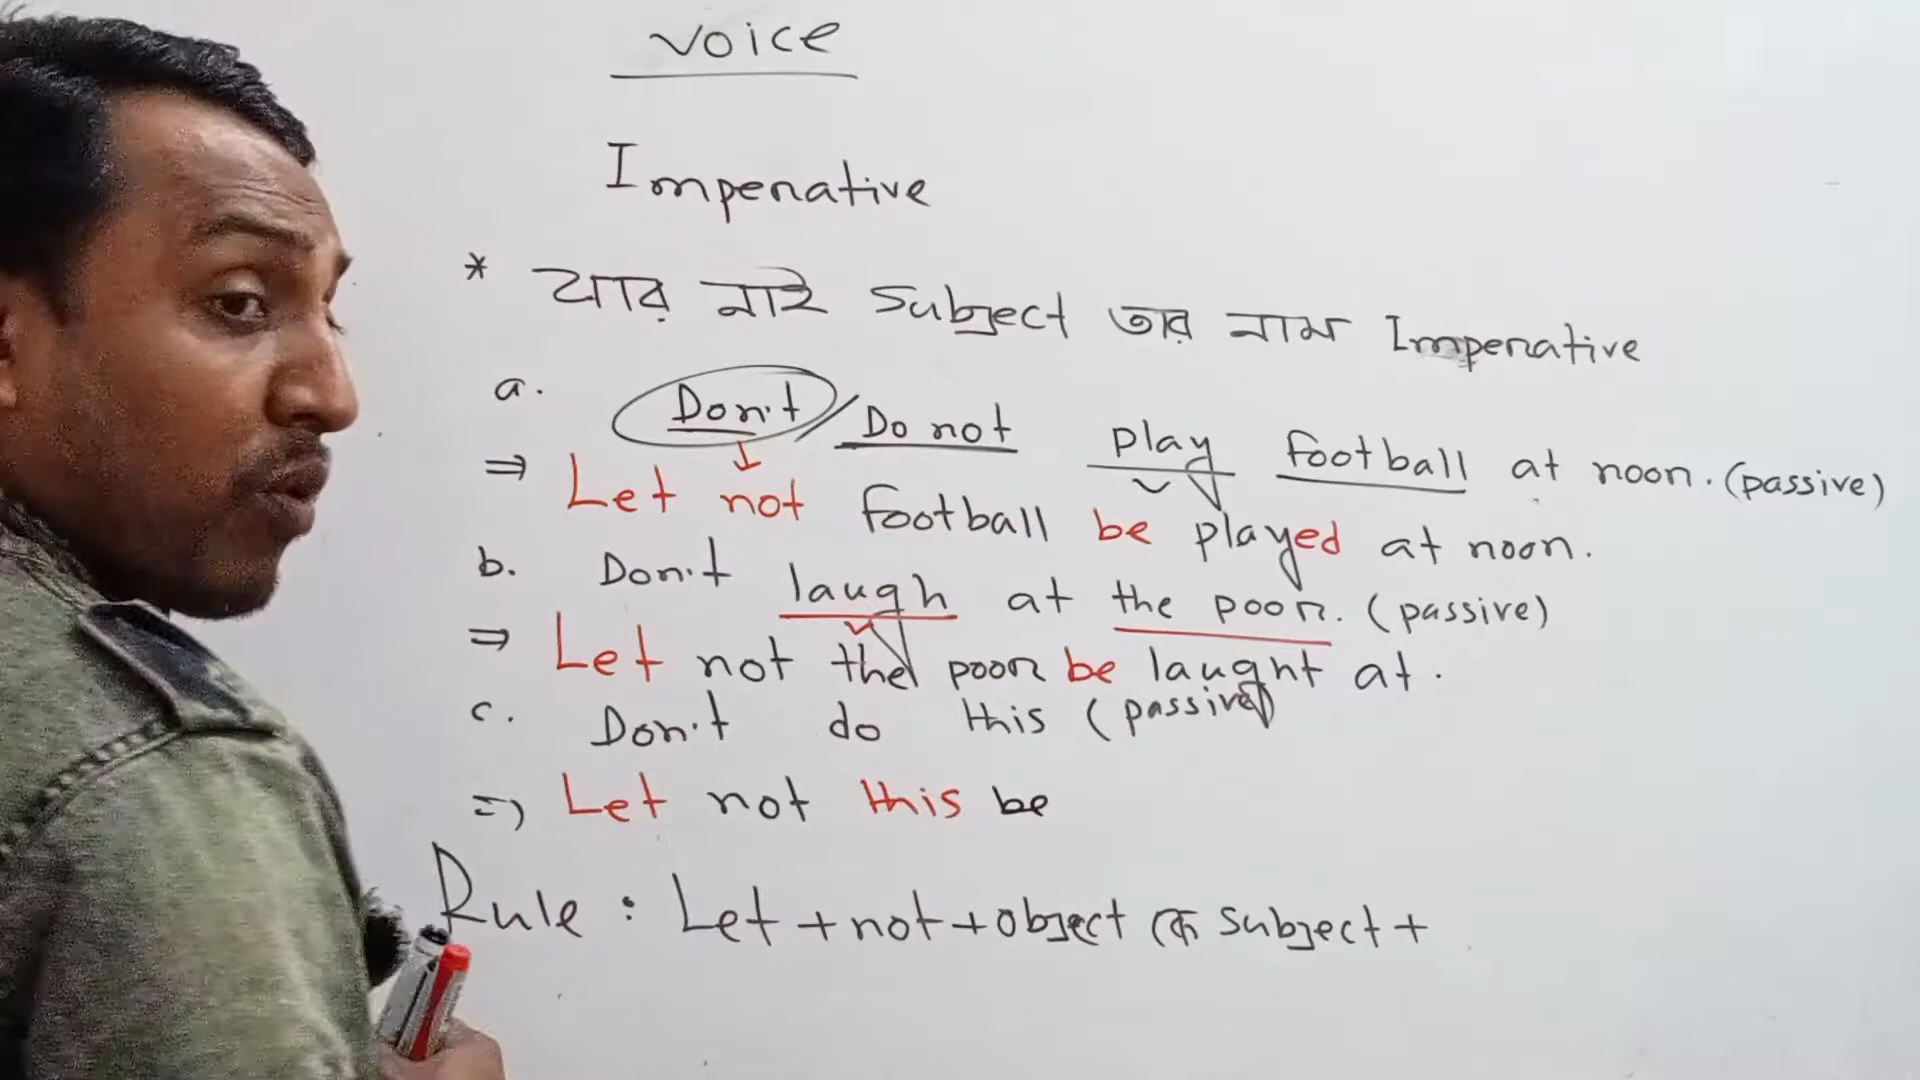 voice
Imperative
* যার নাই Subject তার নাম Imperative
a. Don't / Do not play football at noon. (passive)
⇒ Let not football be played at noon.
b. Don't laugh at the poor. (passive)
⇒ Let not the poor be laught at.
c. Don't do this (passive)
⇒ Let not this be
Rule : Let + not + object কে subject +